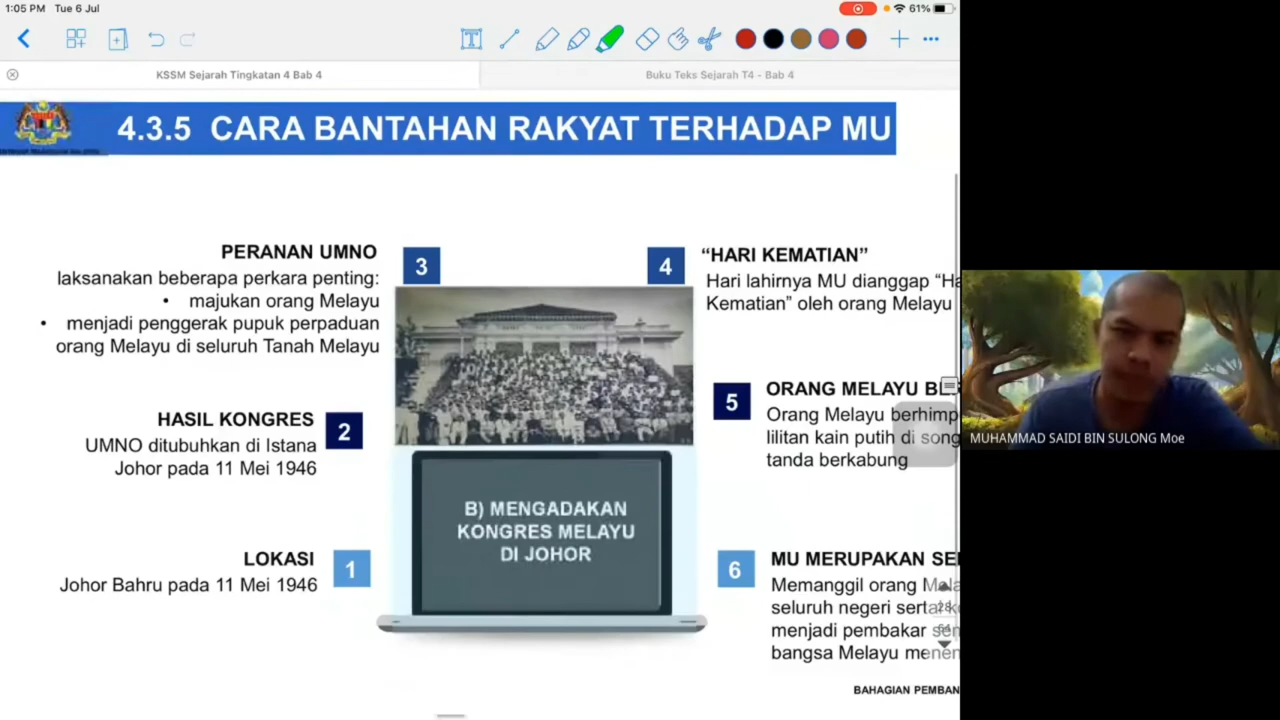 1:05 PM Tue 6 Jul
61%
KSSM Sejarah Tingkatan 4 Bab 4
Buku Teks Sejarah T4 - Bab 4
4.3.5 CARA BANTAHAN RAKYAT TERHADAP MU
PERANAN UMNO
laksanakan beberapa perkara penting:
• majukan orang Melayu
• menjadi penggerak pupuk perpaduan
orang Melayu di seluruh Tanah Melayu
3
HASIL KONGRES
UMNO ditubuhkan di Istana
Johor pada 11 Mei 1946
2
LOKASI
Johor Bahru pada 11 Mei 1946
1
B) MENGADAKAN
KONGRES MELAYU
DI JOHOR
4
“HARI KEMATIAN”
Hari lahirnya MU dianggap “Ha
Kematian” oleh orang Melayu
5
ORANG MELAYU BE
Orang Melayu berhimp
lilitan kain putih di song
tanda berkabung
6
MU MERUPAKAN SE
Memanggil orang Mela
seluruh negeri serta
menjadi pembakar
bangsa Melayu
BAHAGIAN PEMBAN
MUHAMMAD SAIDI BIN SULONG Moe